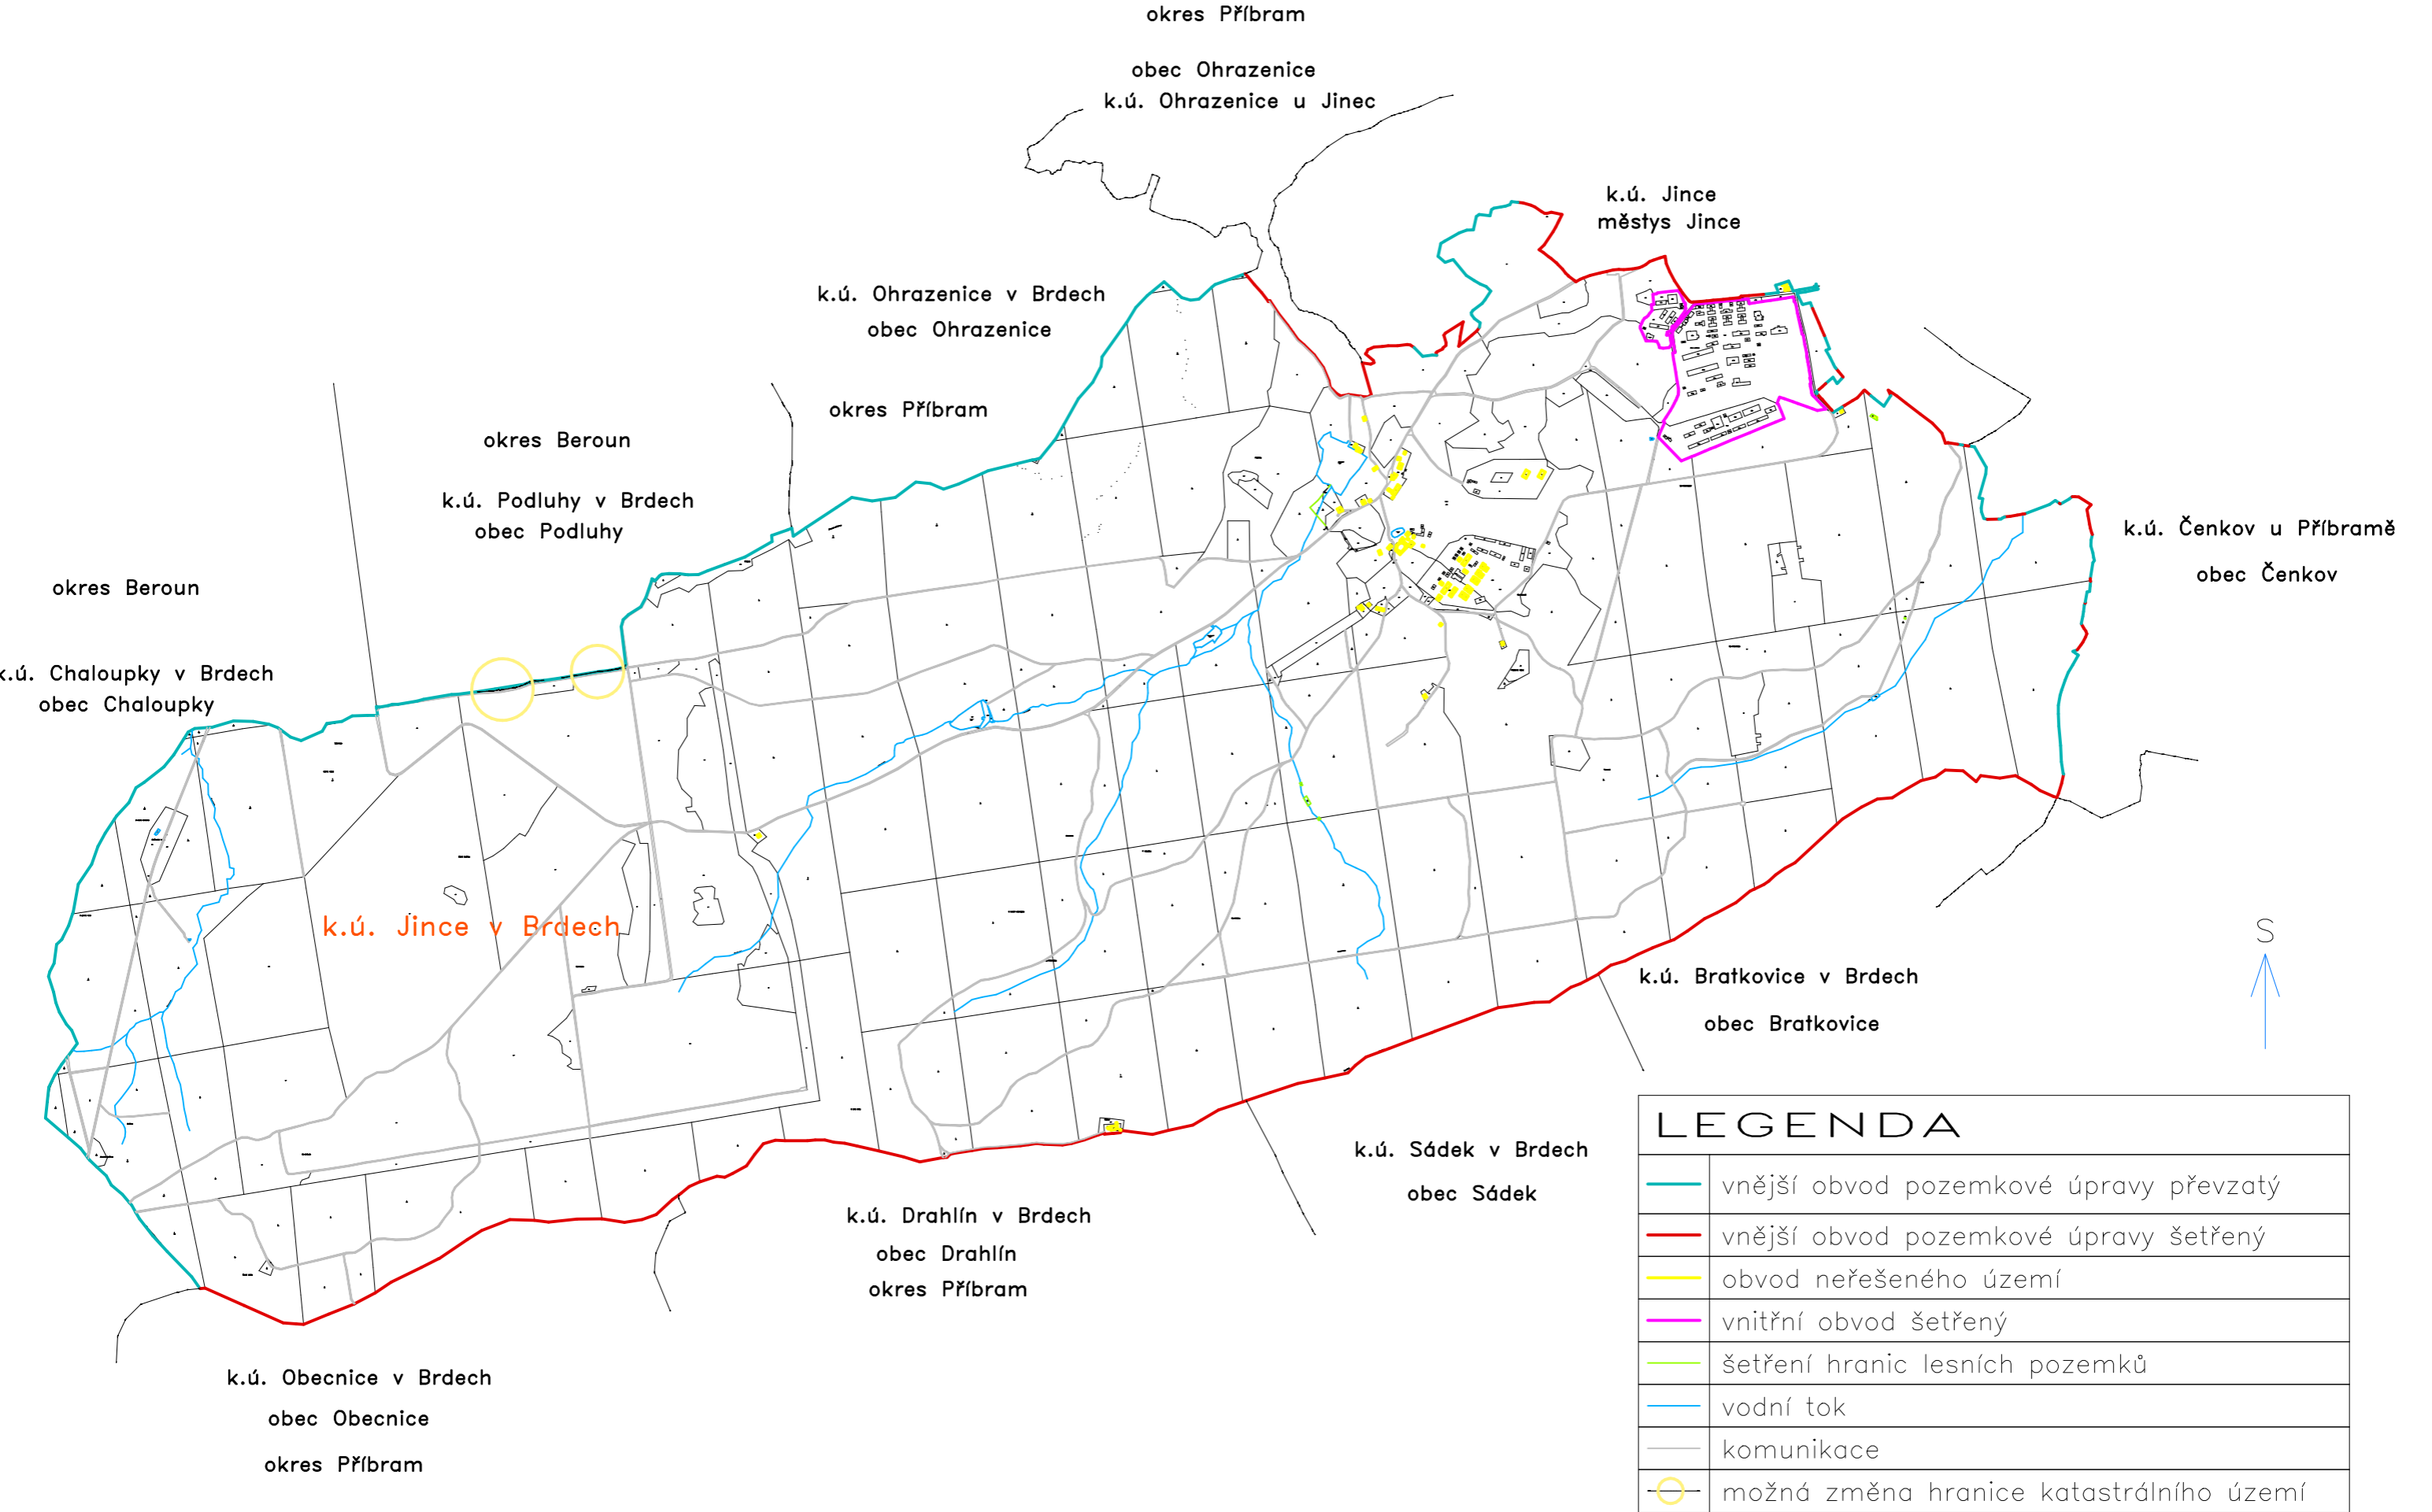 okres Příbram
obec Ohrazenice
k.ú. Ohrazenice u Jinec
k.ú. Jince
městys Jince
k.ú. Ohrazenice v Brdech
obec Ohrazenice
okres Příbram
okres Beroun
k.ú. Podluhy v Brdech
obec Podluhy
k.ú. Čenkov u Příbramě
obec Čenkov
okres Beroun
k.ú. Chaloupky v Brdech
obec Chaloupky
k.ú. Jince v Brdech
S
k.ú. Bratkovice v Brdech
obec Bratkovice
k.ú. Sádek v Brdech
obec Sádek
k.ú. Drahlín v Brdech
obec Drahlín
okres Příbram
k.ú. Obecnice v Brdech
obec Obecnice
okres Příbram
LEGENDA
vnější obvod pozemkové úpravy převzatý
vnější obvod pozemkové úpravy šetřený
obvod neřešeného území
vnitřní obvod šetřený
šetření hranic lesních pozemků
vodní tok
komunikace
možná změna hranice katastrálního území